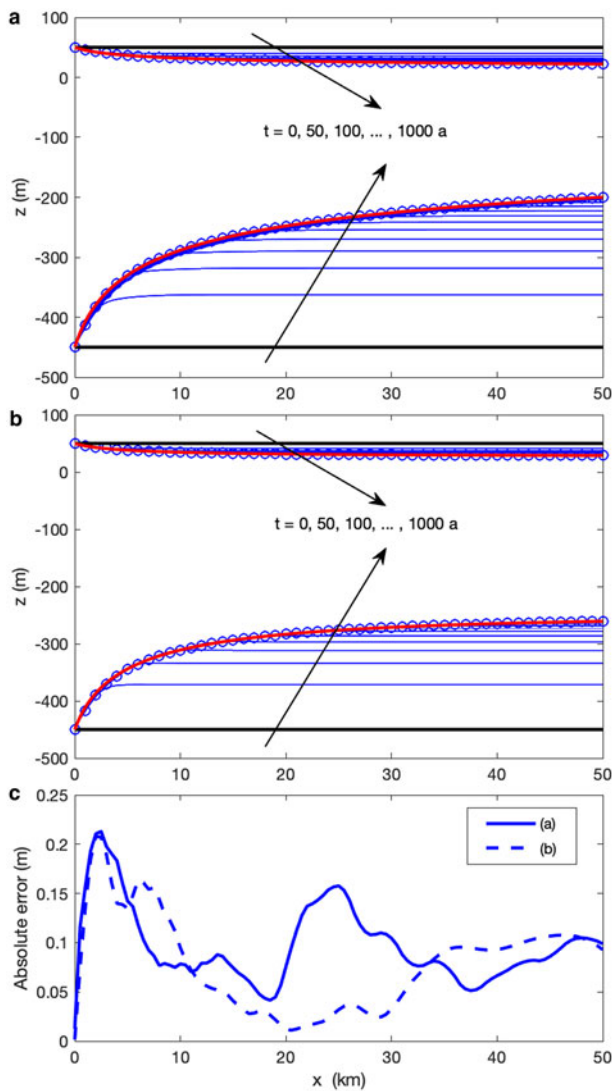 a
100
0
-100
-200
-300
-400
-500
z (m)
t = 0, 50, 100, ... , 1000 a
0 10 20 30 40 50
b
100
0
-100
-200
-300
-400
-500
z (m)
t = 0, 50, 100, ... , 1000 a
0 10 20 30 40 50
c
0.25
0.2
0.15
0.1
0.05
0
Absolute error (m)
(a)
(b)
0 10 20 30 40 50
x (km)